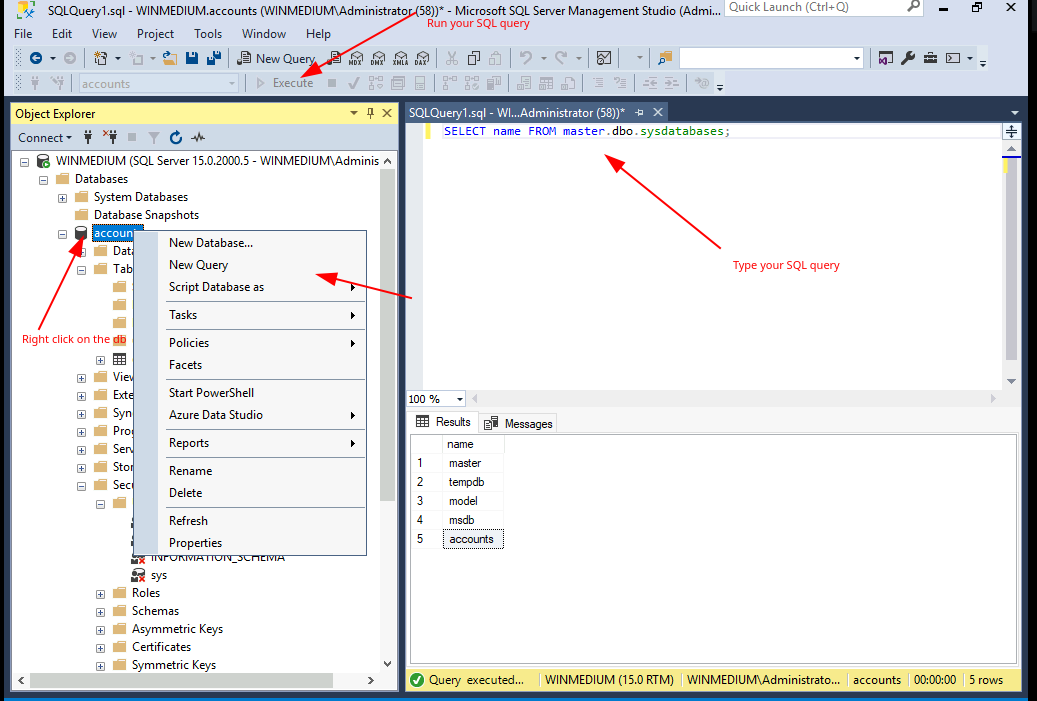 SQLQuery1.sql - WINMEDIUM.accounts (WINMEDIUM\Administrator (58))* - Microsoft SQL Server Management Studio (Admi...
Quick Launch (Ctrl+Q)
Run your SQL query
File Edit View Project Tools Window Help
New Query MDX DMX XMLA DAX
accounts Execute
Object Explorer
Connect
WINMEDIUM (SQL Server 15.0.2000.5 - WINMEDIUM\Adminis
Databases
System Databases
Database Snapshots
accoun
Data
Tab
Right click on the db
View
Exte
Syn
Pro
Serv
Stor
Secu
INFORMATION_SCHEMA
sys
Roles
Schemas
Asymmetric Keys
Certificates
Symmetric Keys
New Database...
New Query
Script Database as
Tasks
Policies
Facets
Start PowerShell
Azure Data Studio
Reports
Rename
Delete
Refresh
Properties
SQLQuery1.sql - WI...Administrator (58))*
SELECT name FROM master.dbo.sysdatabases;
Type your SQL query
100 %
Results Messages
name
1 master
2 tempdb
3 model
4 msdb
5 accounts
Query executed... WINMEDIUM (15.0 RTM) WINMEDIUM\Administrato... accounts 00:00:00 5 rows